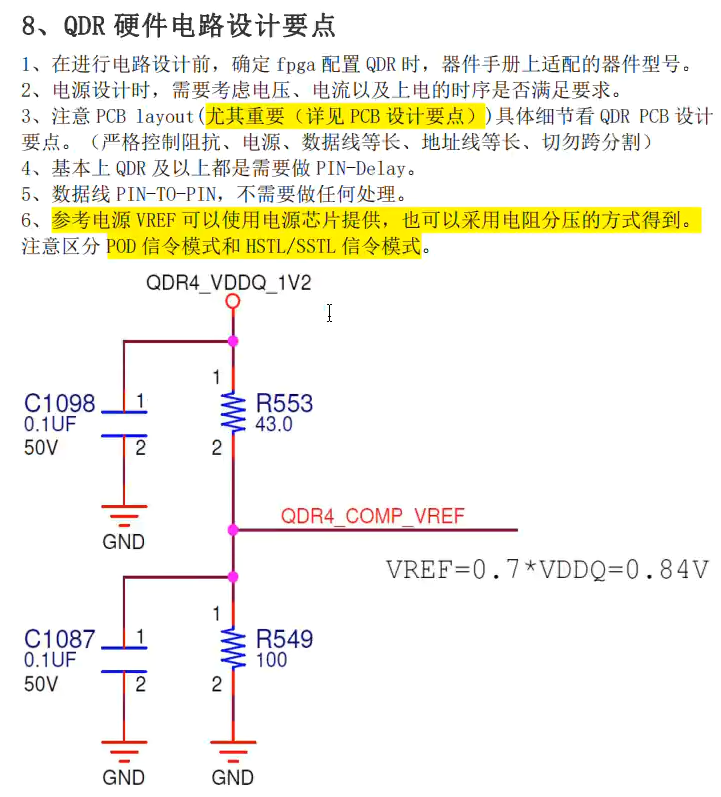 8、QDR 硬件电路设计要点
1、在进行电路设计前，确定 fpga 配置 QDR 时，器件手册上适配的器件型号。
2、电源设计时，需要考虑电压、电流以及上电的时序是否满足要求。
3、注意 PCB layout(尤其重要（详见 PCB 设计要点）)具体细节看 QDR PCB 设计
要点。（严格控制阻抗、电源、数据线等长、地址线等长、切勿跨分割）
4、基本上 QDR 及以上都是需要做 PIN-Delay。
5、数据线 PIN-TO-PIN，不需要做任何处理。
6、参考电源 VREF 可以使用电源芯片提供，也可以采用电阻分压的方式得到。
注意区分 POD 信令模式和 HSTL/SSTL 信令模式。
QDR4_VDDQ_1V2
1
1
C1098
0.1UF
50V
R553
43.0
2
2
GND
QDR4_COMP_VREF
VREF=0.7*VDDQ=0.84V
1
1
C1087
0.1UF
50V
R549
100
2
2
GND
GND